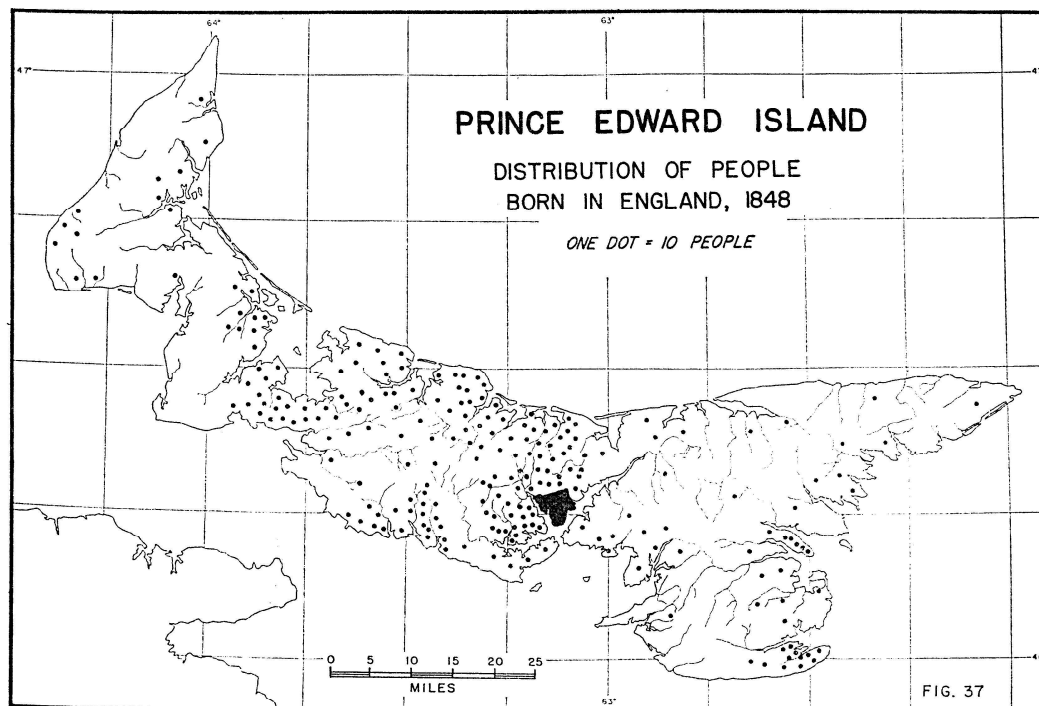 64°
63°
47°
PRINCE EDWARD ISLAND
DISTRIBUTION OF PEOPLE
BORN IN ENGLAND, 1848
ONE DOT = 10 PEOPLE
0 5 10 15 20 25
MILES
63°
FIG. 37